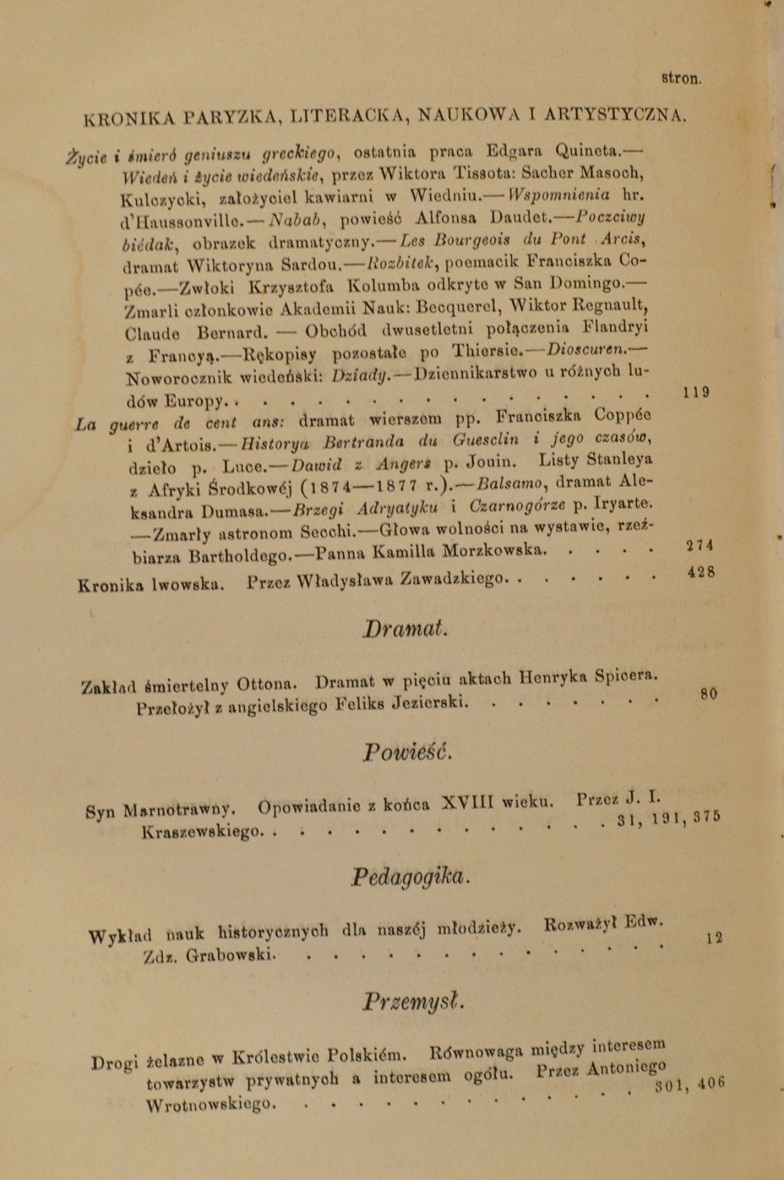 stron.
KRONIKA PARYZKA, LITERACKA, NAUKOWA I ARTYSTYCZNA.
Życie i śmierć geniuszu greckiego, ostatnia praca Edgara Quineta.—
Wiedeń i życie wiedeńskie, przez Wiktora Tissota: Sacher Masoch,
Kulczycki, założyciel kawiarni w Wiedniu.—Wspomnienia hr.
d'Haussonville.—Nabab, powieść Alfonsa Daudet.—Poczciwy
biédak, obrazek dramatyczny.—Les Bourgeois du Pont Arcis,
dramat Wiktoryna Sardou.—Rozbitek, poemacik Franciszka Co-
pée.—Zwłoki Krzysztofa Kolumba odkryte w San Domingo.—
Zmarli członkowie Akademii Nauk: Becquerel, Wiktor Regnault,
Claude Bernard. — Obchód dwusetletni połączenia Flandryi
z Francyą.—Rękopisy pozostałe po Thiersie.—Dioscuren.—
Noworocznik wiedeński: Dziady.—Dziennikarstwo u różnych lu-
dów Europy. . . . . . . . . . . . . . . . . 119
La guerre de cent ans: dramat wierszem pp. Franciszka Coppée
i d'Artois.—Historya Bertranda du Guesclin i jego czasów,
dzieło p. Luce.—Dawid z Angers p. Jouin. Listy Stanleya
z Afryki Środkowéj (1874—1877 r.).—Balsamo, dramat Ale-
ksandra Dumasa.—Brzegi Adryatyku i Czarnogórze p. Iryarte.
—Zmarły astronom Secchi.—Głowa wolności na wystawie, rzeź-
biarza Bartholdego.—Panna Kamilla Morzkowska. . . . . 274
Kronika lwowska. Przez Władysława Zawadzkiego. . . . . . . 428
Dramat.
Zakład śmiertelny Ottona. Dramat w pięciu aktach Henryka Spicera.
Przełożył z angielskiego Feliks Jezierski. . . . . . . . 80
Powieść.
Syn Marnotrawny. Opowiadanie z końca XVIII wieku. Przez J. I.
Kraszewskiego. . . . . . . . . . . . . . 31, 191, 375
Pedagogika.
Wykład nauk historycznych dla naszéj młodzieży. Rozważył Edw.
Zdz. Grabowski. . . . . . . . . . . . . . . 12
Przemysł.
Drogi żelazne w Królestwie Polskiém. Równowaga między interesem
towarzystw prywatnych a interesem ogółu. Przez Antoniego
Wrotnowskiego. . . . . . . . . . . . . . 301, 406